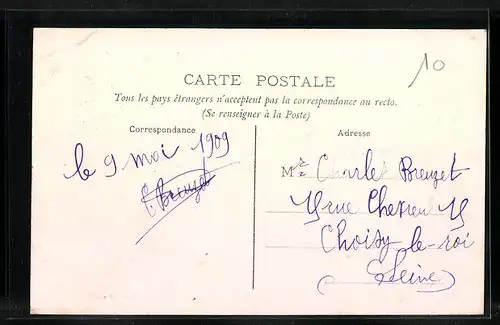 10
CARTE POSTALE
Tous les pays étrangers n'acceptent pas la correspondance au recto.
(Se renseigner à la Poste)
Correspondance
Adresse
le 9 mai 1909
M
rue
Choisy-le-roi
(Seine)